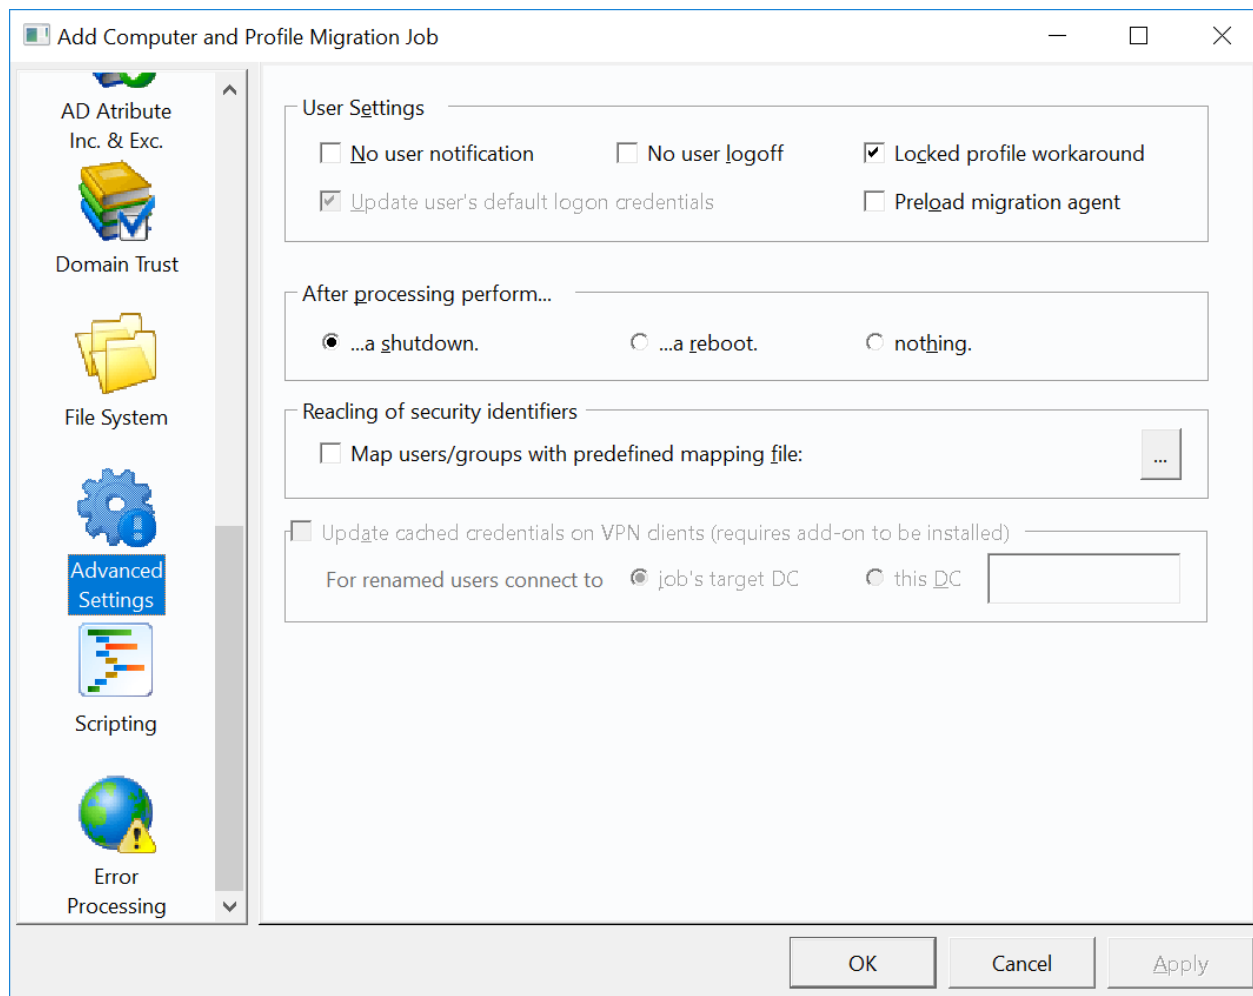 Add Computer and Profile Migration Job
AD Atribute
Inc. & Exc.
Domain Trust
File System
Advanced
Settings
Scripting
Error
Processing
User Settings
No user notification
No user logoff
Locked profile workaround
Update user's default logon credentials
Preload migration agent
After processing perform...
...a shutdown.
...a reboot.
nothing.
Reacling of security identifiers
Map users/groups with predefined mapping file:
...
Update cached credentials on VPN clients (requires add-on to be installed)
For renamed users connect to
job's target DC
this DC
OK
Cancel
Apply